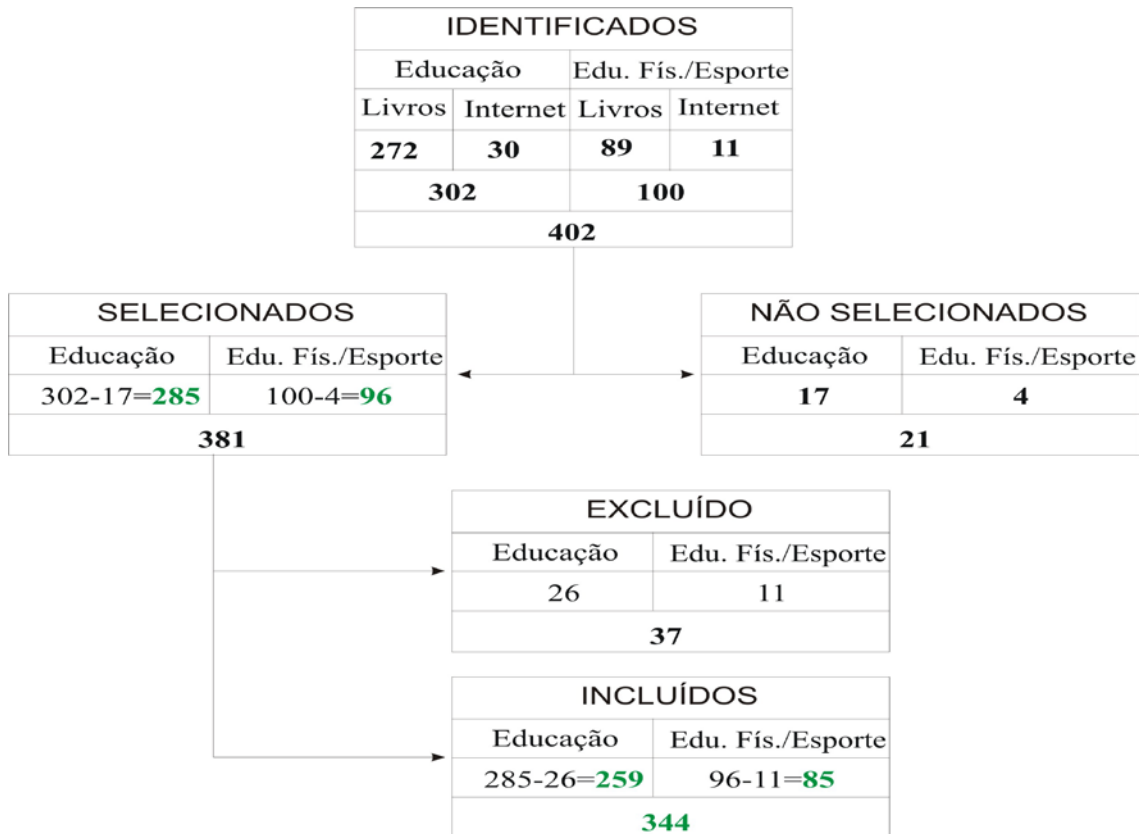 IDENTIFICADOS
Educação Edu. Fís./Esporte
Livros Internet Livros Internet
272 30 89 11
302 100
402
SELECIONADOS
Educação Edu. Fís./Esporte
302-17=285 100-4=96
381
NÃO SELECIONADOS
Educação Edu. Fís./Esporte
17 4
21
EXCLUÍDO
Educação Edu. Fís./Esporte
26 11
37
INCLUÍDOS
Educação Edu. Fís./Esporte
285-26=259 96-11=85
344